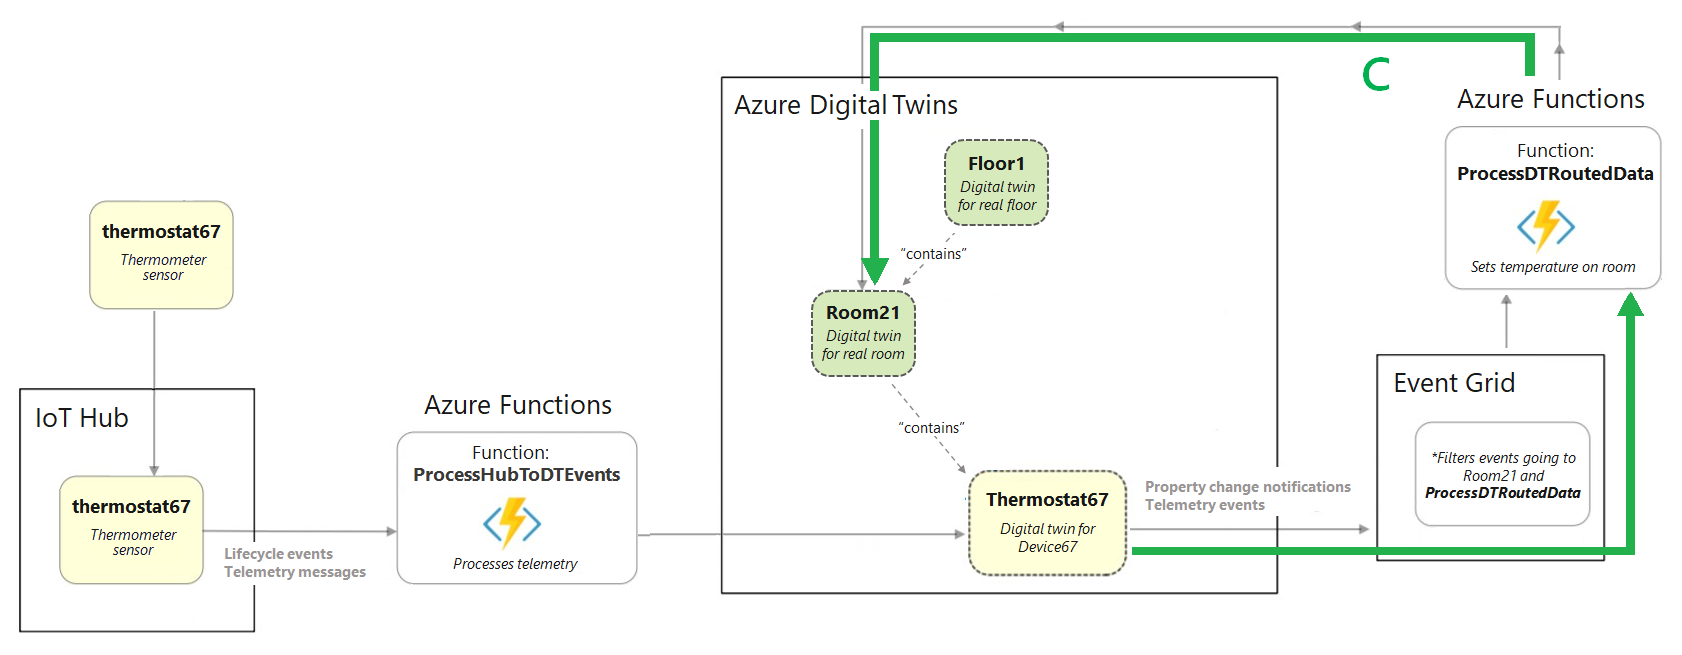 C
Azure Functions
Function:
ProcessDTRoutedData
Sets temperature on room
Azure Digital Twins
Floor1
Digital twin
for real floor
"contains"
Room21
Digital twin
for real room
"contains"
Thermostat67
Digital twin for
Device67
thermostat67
Thermometer
sensor
IoT Hub
thermostat67
Thermometer
sensor
Lifecycle events
Telemetry messages
Azure Functions
Function:
ProcessHubToDTEvents
Processes telemetry
Property change notifications
Telemetry events
Event Grid
*Filters events going to
Room21 and
ProcessDTRoutedData